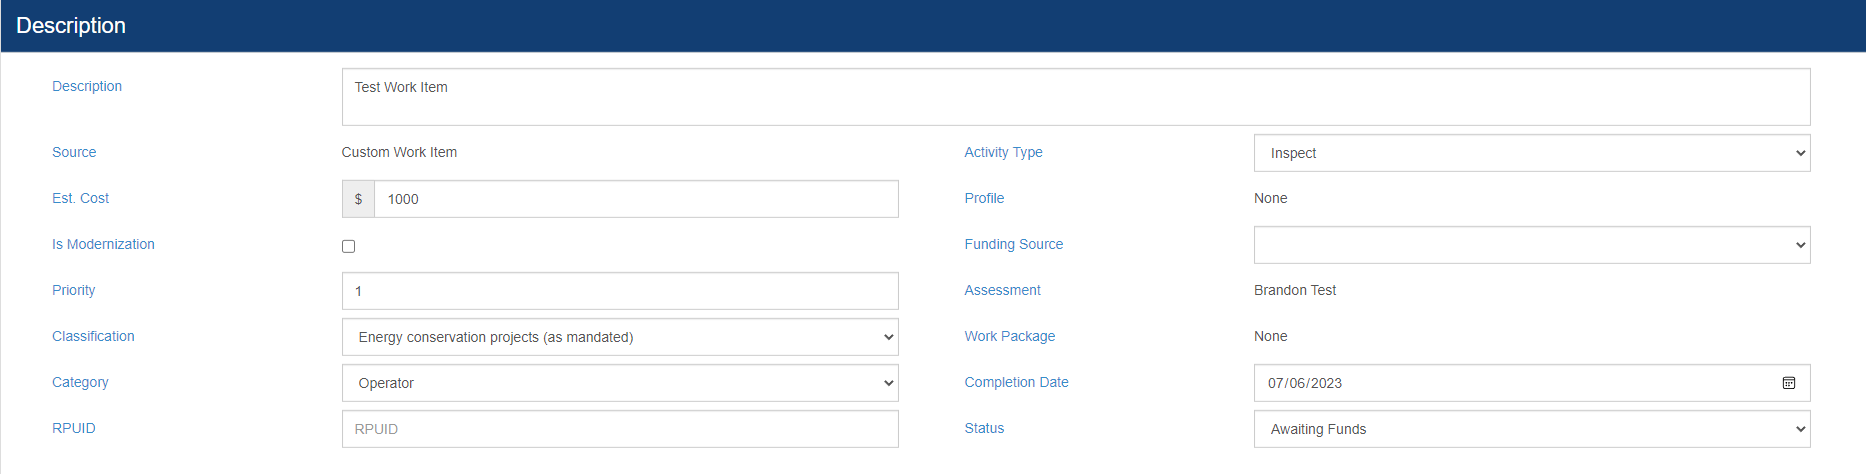 Description
Description
Test Work Item
Source
Custom Work Item
Activity Type
Inspect
Est. Cost
$
1000
Profile
None
Is Modernization
Funding Source
Priority
1
Assessment
Brandon Test
Classification
Energy conservation projects (as mandated)
Work Package
None
Category
Operator
Completion Date
07/06/2023
RPUID
RPUID
Status
Awaiting Funds